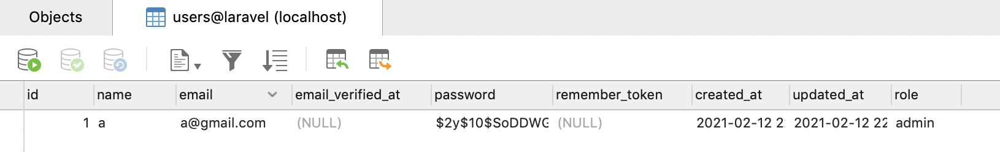 Objects users@laravel (localhost)
id name email email_verified_at password remember_token created_at updated_at role
1 a a@gmail.com (NULL) $2y$10$SoDDWG (NULL) 2021-02-12 2 2021-02-12 22 admin